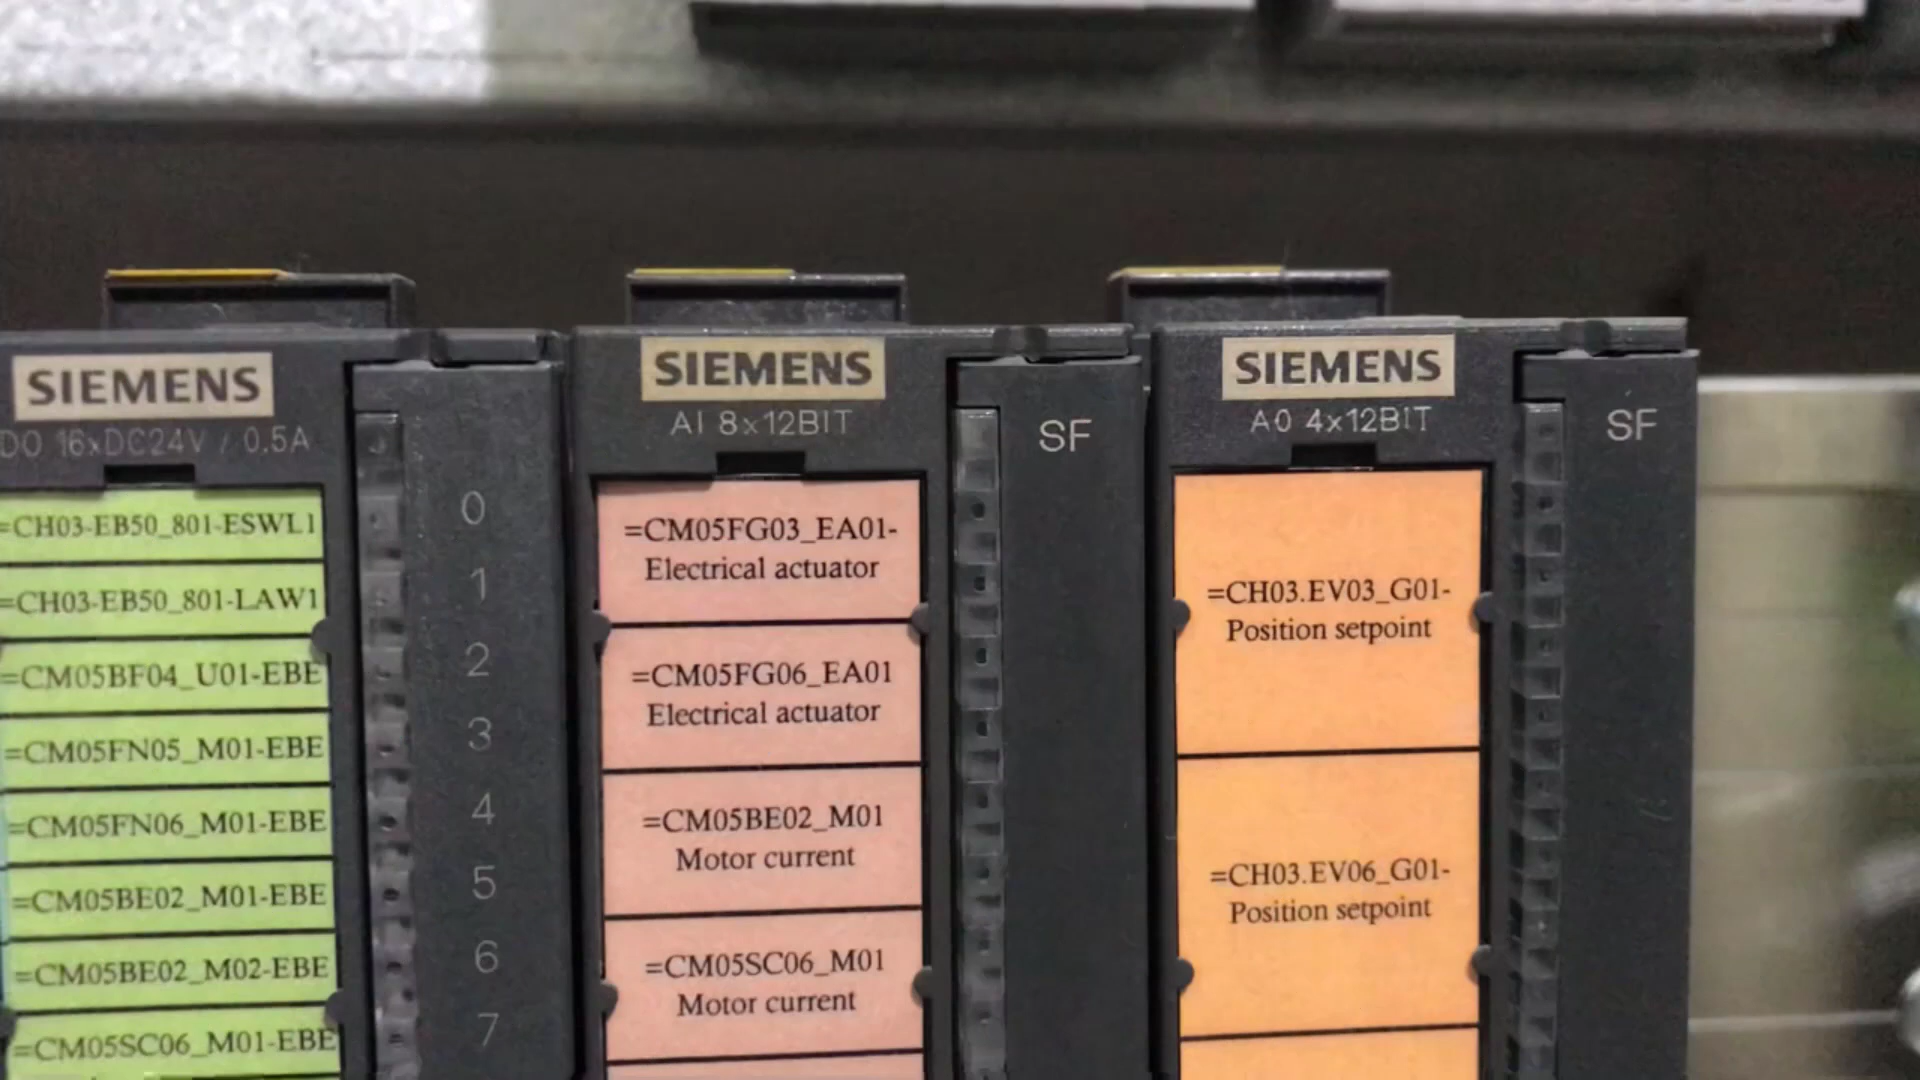 SIEMENS
DO 16xDC24V / 0.5A
=CH03-EB50_801-ESWL1
=CH03-EB50_801-LAW1
=CM05BF04_U01-EBE
=CM05FN05_M01-EBE
=CM05FN06_M01-EBE
=CM05BE02_M01-EBE
=CM05BE02_M02-EBE
=CM05SC06_M01-EBE
0
1
2
3
4
5
6
7
SIEMENS
AI 8x12BIT
SF
=CM05FG03_EA01-
Electrical actuator
=CM05FG06_EA01
Electrical actuator
=CM05BE02_M01
Motor current
=CM05SC06_M01
Motor current
SIEMENS
AO 4x12BIT
SF
=CH03.EV03_G01-
Position setpoint
=CH03.EV06_G01-
Position setpoint